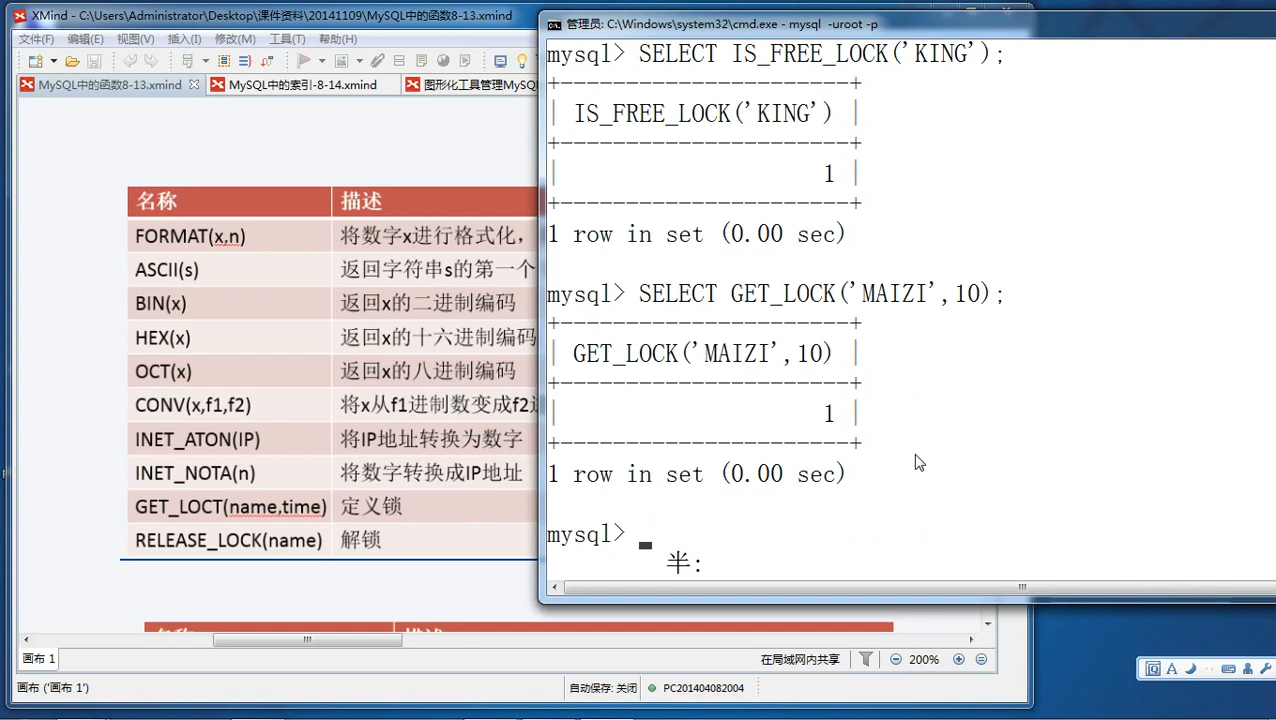 XMind - C:\Users\Administrator\Desktop\课件资料\20141109\MySQL中的函数8-13.xmind
文件(F) 编辑(E) 视图(V) 插入(I) 修改(M) 工具(T) 帮助(H)
MySQL中的函数8-13.xmind MySQL中的索引-8-14.xmind 图形化工具管理MySQL
名称 描述
FORMAT(x,n) 将数字x进行格式化，
ASCII(s) 返回字符串s的第一个
BIN(x) 返回x的二进制编码
HEX(x) 返回x的十六进制编码
OCT(x) 返回x的八进制编码
CONV(x,f1,f2) 将x从f1进制数变成f2
INET_ATON(IP) 将IP地址转换为数字
INET_NOTA(n) 将数字转换成IP地址
GET_LOCT(name,time) 定义锁
RELEASE_LOCK(name) 解锁
名称 描述
画布 1
在局域网内共享 200%
画布 ('画布 1')
自动保存: 关闭 PC201404082004
管理员: C:\Windows\system32\cmd.exe - mysql -uroot -p
mysql> SELECT IS_FREE_LOCK('KING');
+-----------------------+
| IS_FREE_LOCK('KING') |
+-----------------------+
| 1 |
+-----------------------+
1 row in set (0.00 sec)
mysql> SELECT GET_LOCK('MAIZI',10);
+-----------------------+
| GET_LOCK('MAIZI',10) |
+-----------------------+
| 1 |
+-----------------------+
1 row in set (0.00 sec)
mysql>
半: